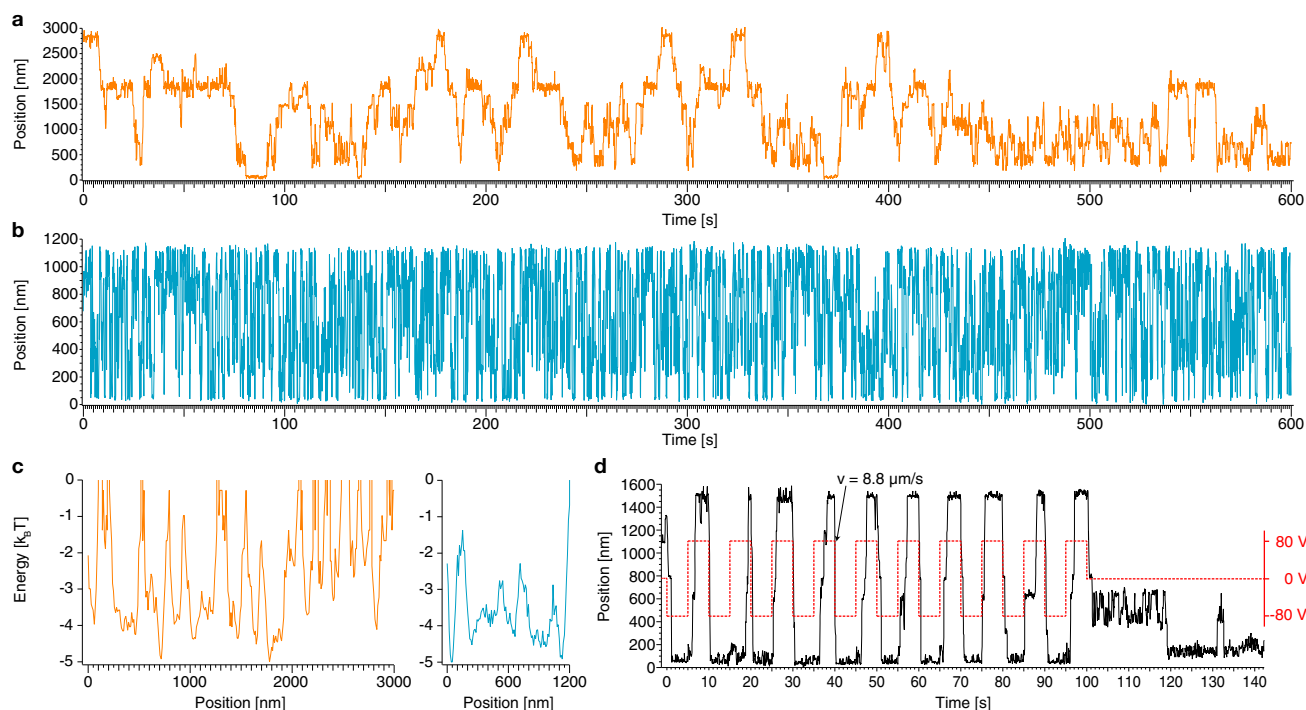 a
Position [nm]
3000
2500
2000
1500
1000
500
0
0 100 200 300 400 500 600
Time [s]
b
Position [nm]
1200
1000
800
600
400
200
0
0 100 200 300 400 500 600
Time [s]
c
Energy [kBT]
0
-1
-2
-3
-4
-5
0 1000 2000 3000
Position [nm]
0
-1
-2
-3
-4
-5
0 1200
Position [nm]
d
v = 8.8 µm/s
Position [nm]
1600
1400
1200
1000
800
600
400
200
0
80 V
0 V
-80 V
0 10 20 30 40 50 60 70 80 90 100 110 120 130 140
Time [s]